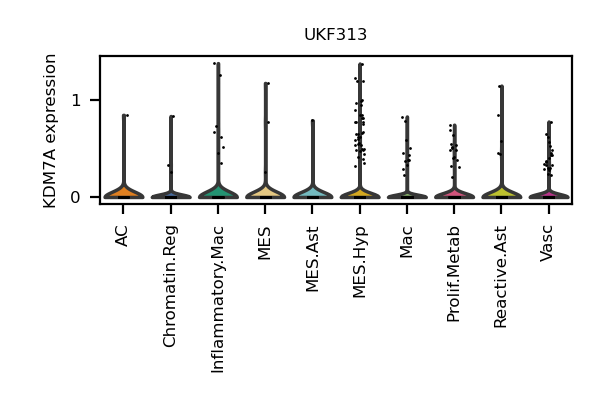 UKF313
KDM7A expression
1
0
AC
Chromatin.Reg
Inflammatory.Mac
MES
MES.Ast
MES.Hyp
Mac
Prolif.Metab
Reactive.Ast
Vasc